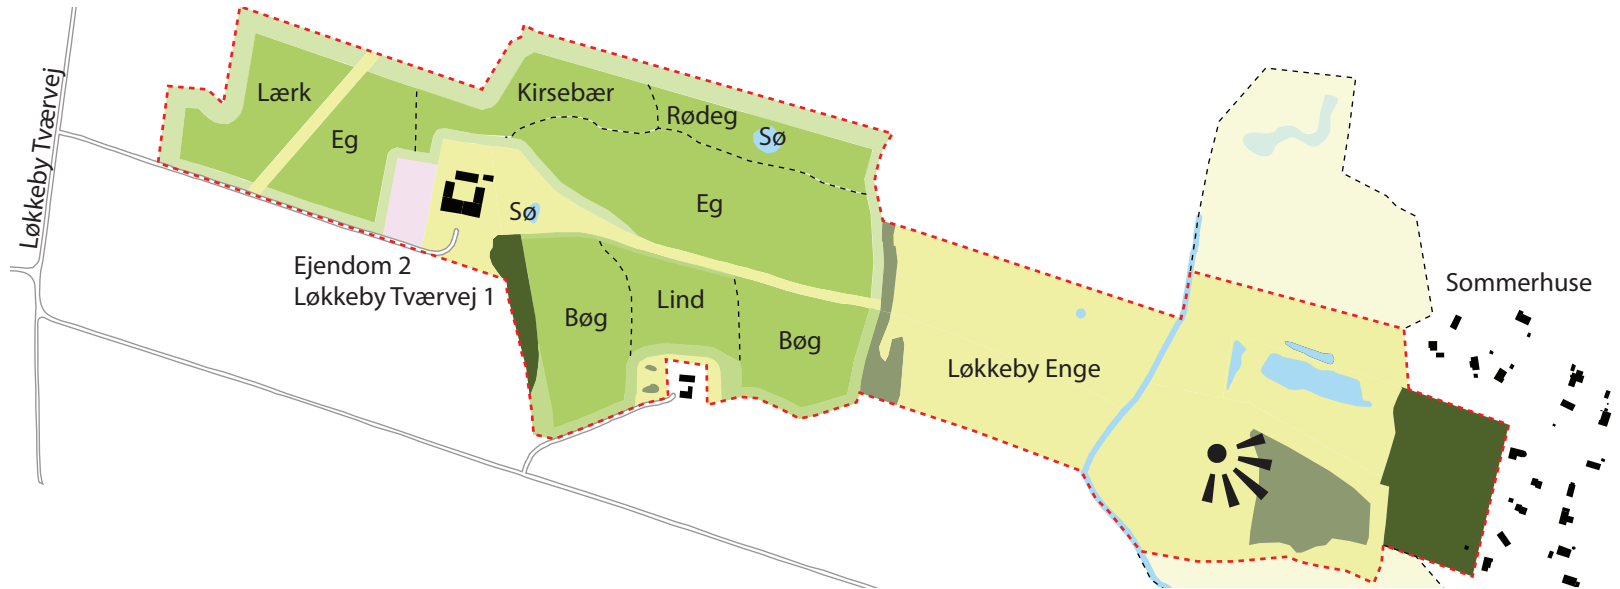 Løkkeby Tværvej
Lærk
Eg
Kirsebær
Rødeg
Sø
Sø
Eg
Ejendom 2
Løkkeby Tværvej 1
Bøg
Lind
Bøg
Løkkeby Enge
Sommerhuse